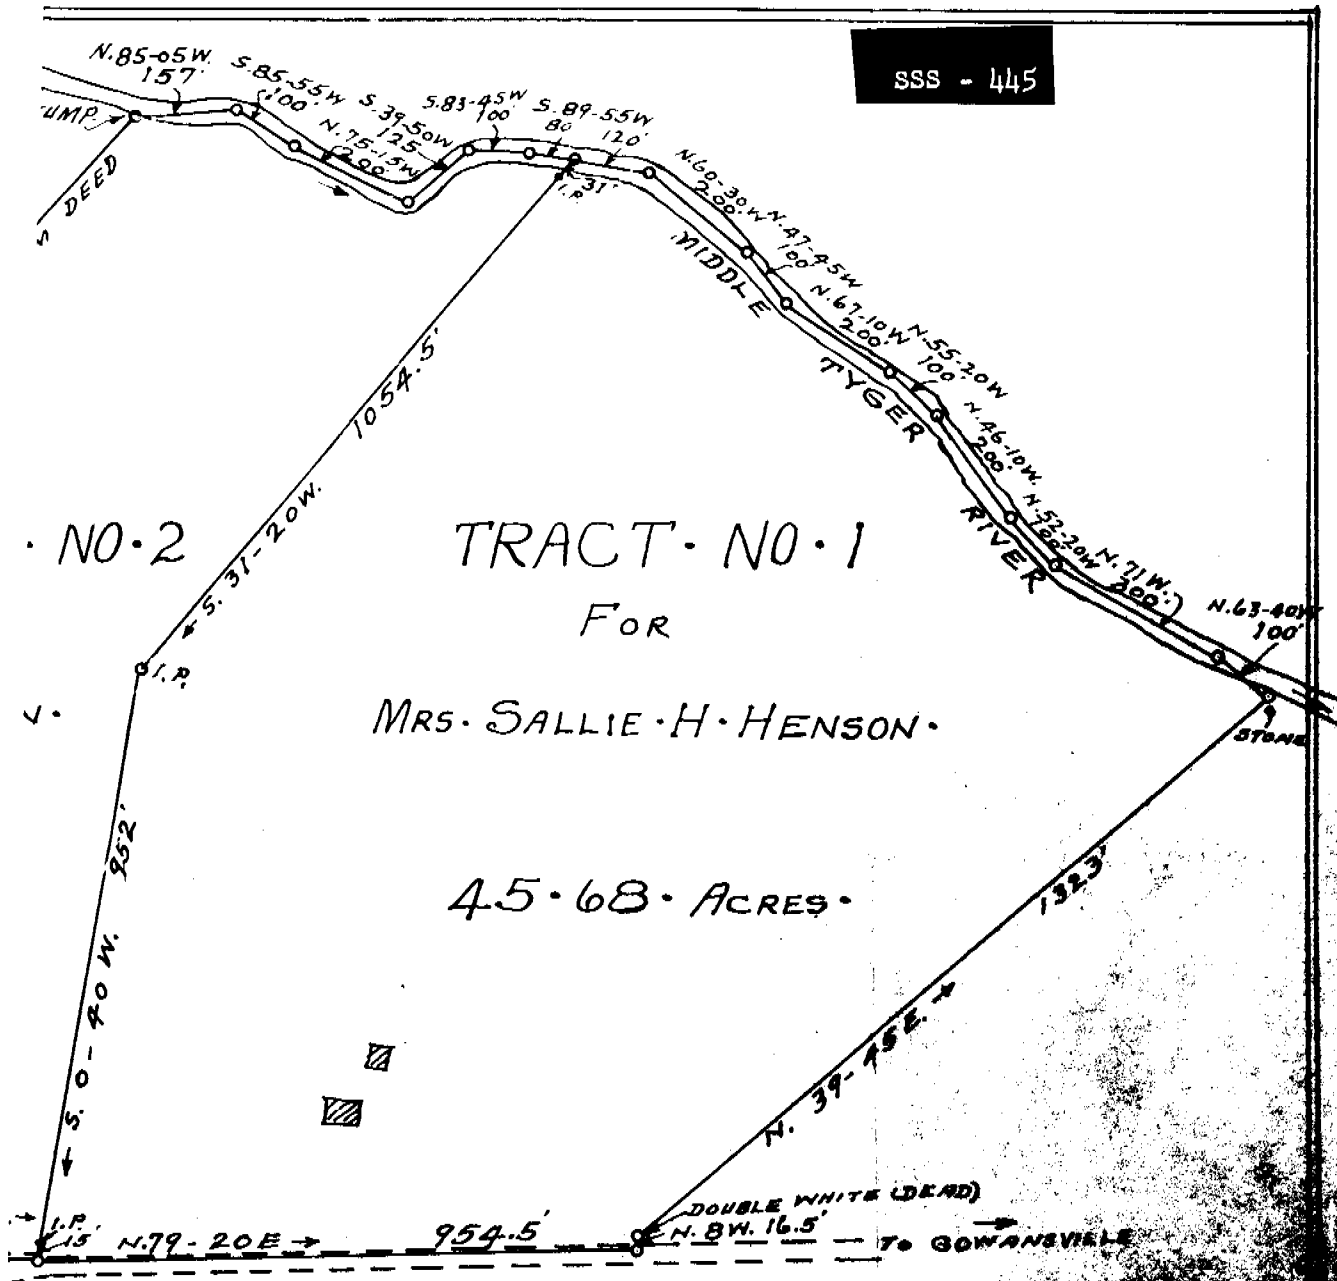 SSS - 445
N.85-05W.
157'
S.85-55W
100'
N.75-15W
200'
S.39-50W
125
S.83-45W
100'
S.89-55W
80
120'
31'
I.P.
N.60-30W
200'
N.47-45W
100'
N.67-10W
200'
N.55-20W
100'
N.46-10W.
200'
N.52-20W
100'
N.71W.
300'
N.63-40W
100'
UMP.
DEED
MIDDLE TYGER RIVER
1054.5'
S. 31-20W.
· NO·2
TRACT· NO·1
FOR
MRS· SALLIE·H·HENSON·
45·68· ACRES·
I.P.
STONE
952'
S. 0-40 W.
1323'
N. 39-45E.
DOUBLE WHITE (DEAD)
N.8W. 16.5'
I.P.
15'
N.79-20E
954.5'
TO GOWANSVILLE